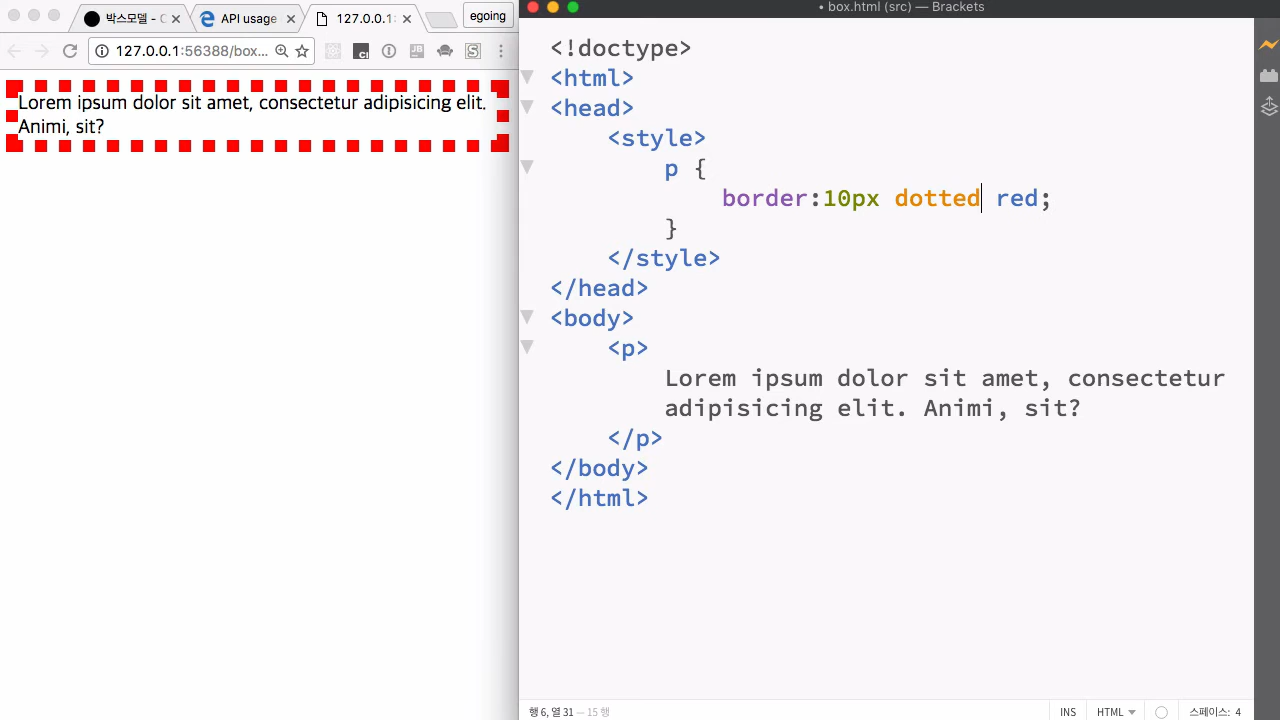 박스모델 - C
API usage
127.0.0.1:
egoing
127.0.0.1:56388/box...
Lorem ipsum dolor sit amet, consectetur adipisicing elit.
Animi, sit?
• box.html (src) — Brackets
<!doctype>
<html>
<head>
<style>
p {
border:10px dotted red;
}
</style>
</head>
<body>
<p>
Lorem ipsum dolor sit amet, consectetur
adipisicing elit. Animi, sit?
</p>
</body>
</html>
행 6, 열 31 — 15 행
INS
HTML
스페이스: 4